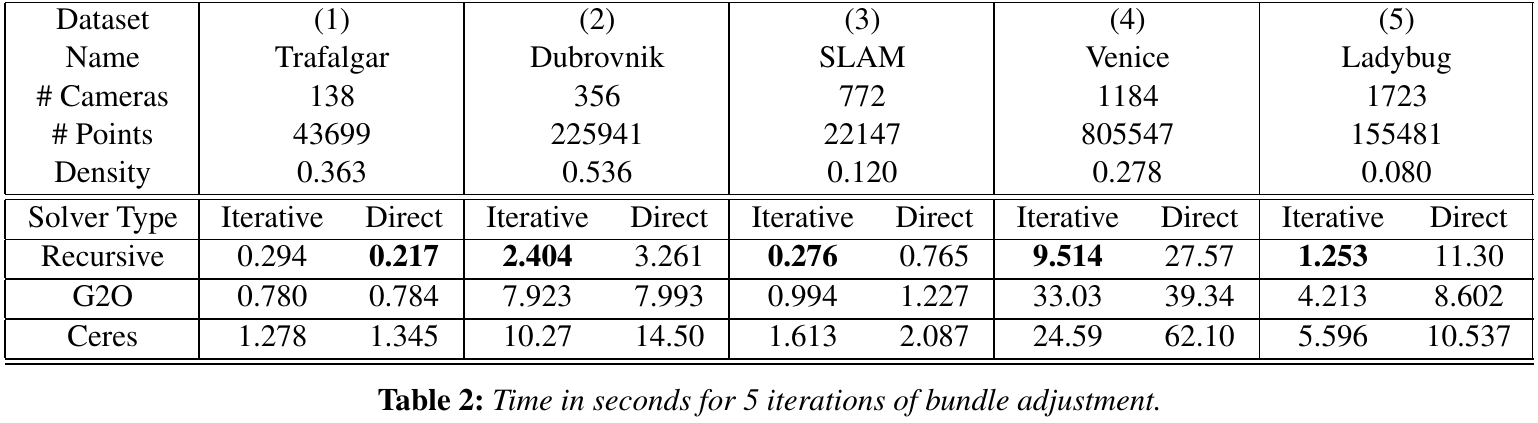 Dataset (1) (2) (3) (4) (5)
Name Trafalgar Dubrovnik SLAM Venice Ladybug
# Cameras 138 356 772 1184 1723
# Points 43699 225941 22147 805547 155481
Density 0.363 0.536 0.120 0.278 0.080
Solver Type Iterative Direct Iterative Direct Iterative Direct Iterative Direct Iterative Direct
Recursive 0.294 0.217 2.404 3.261 0.276 0.765 9.514 27.57 1.253 11.30
G2O 0.780 0.784 7.923 7.993 0.994 1.227 33.03 39.34 4.213 8.602
Ceres 1.278 1.345 10.27 14.50 1.613 2.087 24.59 62.10 5.596 10.537
Table 2: Time in seconds for 5 iterations of bundle adjustment.